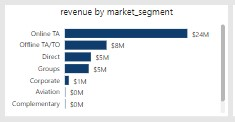 revenue by market_segment
Online TA $24M
Offline TA/TO $8M
Direct $5M
Groups $5M
Corporate $1M
Aviation $0M
Complementary $0M